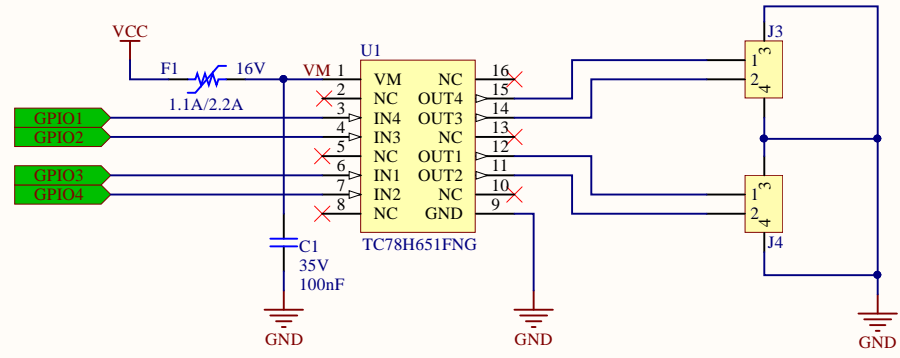 J3
VCC
U1
F1 16V VM 1 VM NC 16 1 3
2 NC OUT4 15 2
1.1A/2.2A
GPIO1 3 IN4 OUT3 14 4
GPIO2 4 IN3 NC 13
5 NC OUT1 12
GPIO3 6 IN1 OUT2 11
GPIO4 7 IN2 NC 10 1 3
8 NC GND 9 2 4
C1 TC78H651FNG J4
35V
100nF
GND GND GND